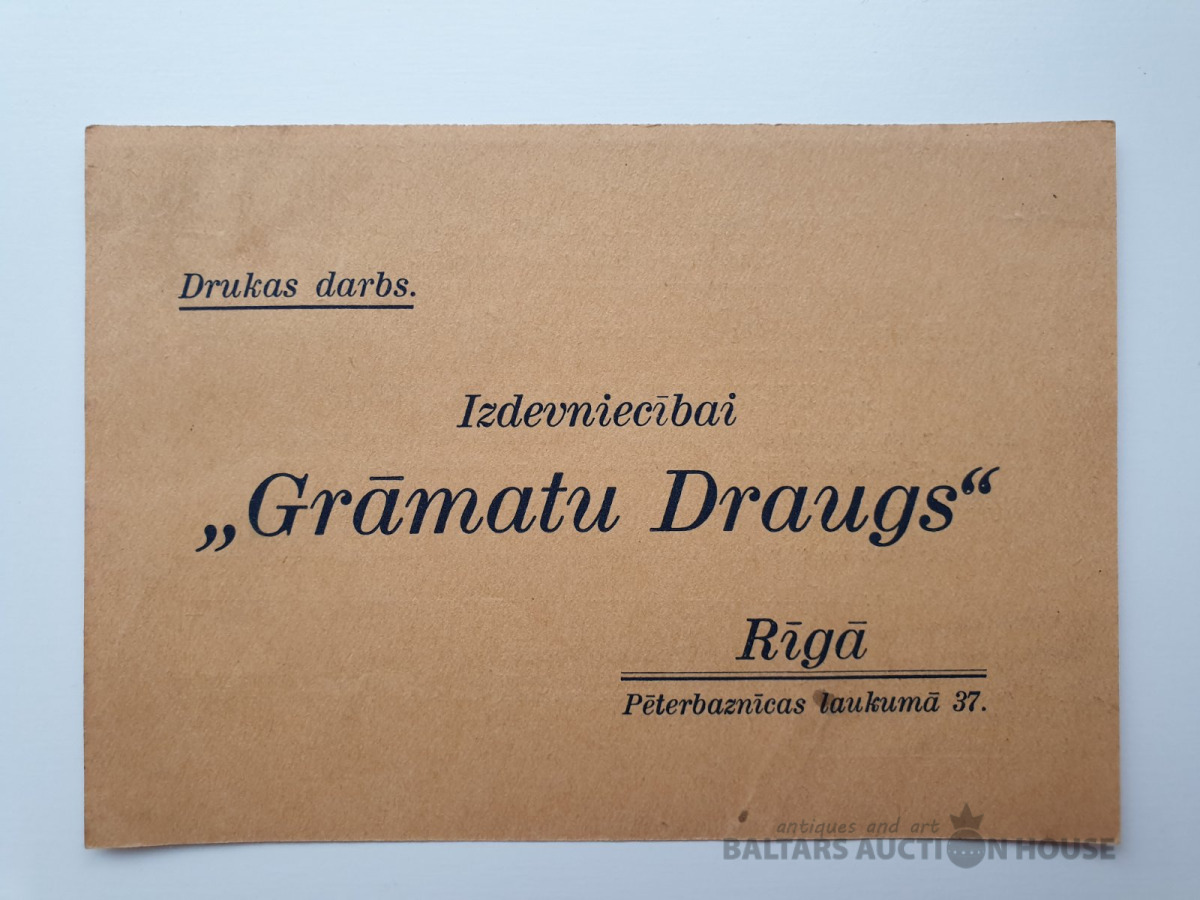 Drukas darbs.
Izdevniecībai
„Grāmatu Draugs“
Rīgā
Pēterbaznīcas laukumā 37.
antiques and art
BALTARS AUCTION HOUSE